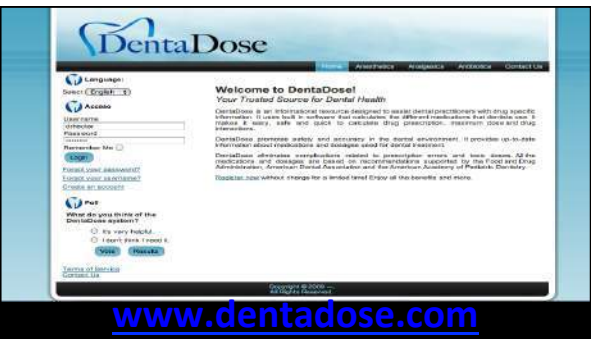 DentaDose
Home Anesthetics Analgesics Antibiotics Contact Us
Language:
Select English
Access
Username
drhector
Password
Remember Me
Login
Forgot your password?
Forgot your username?
Create an account
Poll
What do you think of the
DentaDose system?
It's very helpful.
I don't think I need it.
Vote Results
Terms of Service
Contact Us
Welcome to DentaDose!
Your Trusted Source for Dental Health
DentaDose is an informational resource designed to assist dental practitioners with drug specific
information. It uses built in software that calculates the different medications that dentists use. It
makes it easy, safe and quick to calculate drug prescription, maximum dose and drug
interactions.
DentaDose promotes safety and accuracy in the dental environment. It provides up-to-date
information about medications and dosages used for dental treatment.
DentaDose eliminates complications related to prescription errors and toxic doses. All the
medications and dosages are based on recommendations supported by the Food and Drug
Administration, American Dental Association and the American Academy of Pediatric Dentistry.
Register now without charge for a limited time! Enjoy all the benefits and more.
Copyright © 2009 —.
All Rights Reserved.
www.dentadose.com